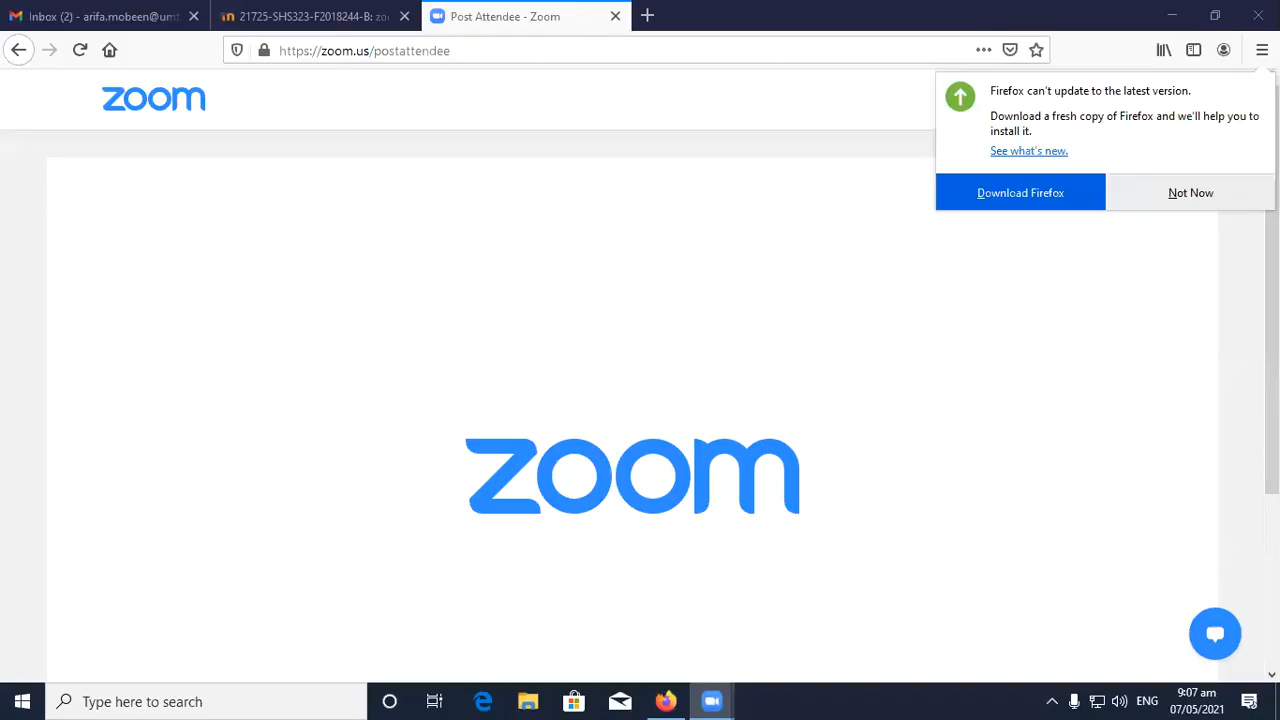 Inbox (2) - arifa.mobeen@umt
21725-SHS323-F2018244-B: zo
Post Attendee - Zoom
https://zoom.us/postattendee
zoom
Firefox can't update to the latest version.
Download a fresh copy of Firefox and we'll help you to
install it.
See what's new.
Download Firefox
Not Now
zoom
Type here to search
ENG
9:07 am
07/05/2021